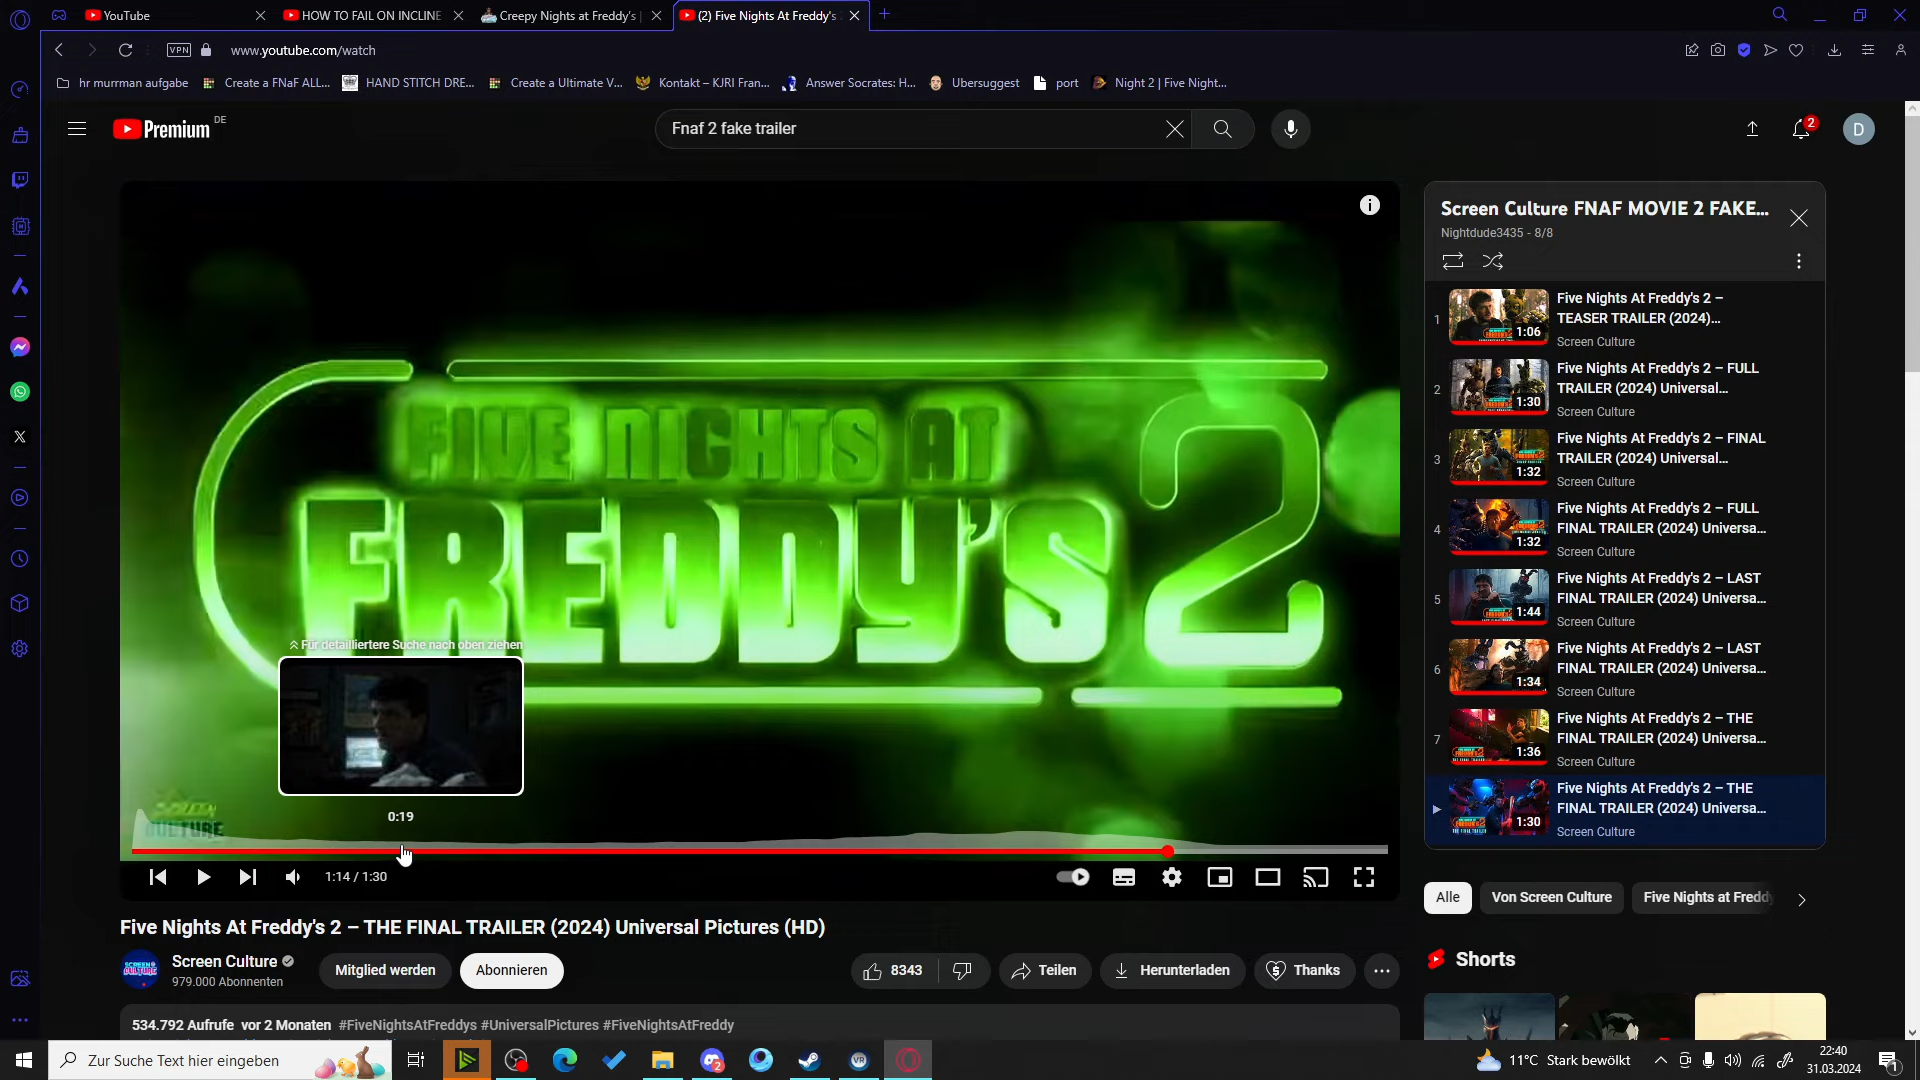 YouTube
HOW TO FAIL ON INCLINE
Creepy Nights at Freddy's
(2) Five Nights At Freddy's
VPN
www.youtube.com/watch
hr murrman aufgabe
Create a FNaF ALL...
HAND STITCH DRE...
Create a Ultimate V...
Kontakt – KJRI Fran...
Answer Socrates: H...
Ubersuggest
port
Night 2 | Five Night...
Premium DE
Fnaf 2 fake trailer
2
D
FIVE NIGHTS AT
FREDDY'S 2
Für detailliertere Suche nach oben ziehen
0:19
SCREEN
CULTURE
1:14 / 1:30
Screen Culture FNAF MOVIE 2 FAKE...
Nightdude3435 - 8/8
1
1:06
Five Nights At Freddy's 2 –
TEASER TRAILER (2024)...
Screen Culture
2
1:30
Five Nights At Freddy's 2 – FULL
TRAILER (2024) Universal...
Screen Culture
3
1:32
Five Nights At Freddy's 2 – FINAL
TRAILER (2024) Universal...
Screen Culture
4
1:32
Five Nights At Freddy's 2 – FULL
FINAL TRAILER (2024) Universa...
Screen Culture
5
1:44
Five Nights At Freddy's 2 – LAST
FINAL TRAILER (2024) Universa...
Screen Culture
6
1:34
Five Nights At Freddy's 2 – LAST
FINAL TRAILER (2024) Universa...
Screen Culture
7
1:36
Five Nights At Freddy's 2 – THE
FINAL TRAILER (2024) Universa...
Screen Culture
1:30
Five Nights At Freddy's 2 – THE
FINAL TRAILER (2024) Universa...
Screen Culture
Five Nights At Freddy's 2 – THE FINAL TRAILER (2024) Universal Pictures (HD)
SCREEN
CULTURE
Screen Culture
979.000 Abonnenten
Mitglied werden
Abonnieren
8343
Teilen
Herunterladen
Thanks
534.792 Aufrufe vor 2 Monaten #FiveNightsAtFreddys #UniversalPictures #FiveNightsAtFreddy
Alle
Von Screen Culture
Five Nights at Freddy
Shorts
Zur Suche Text hier eingeben
2
VR
11°C Stark bewölkt
22:40
31.03.2024
1